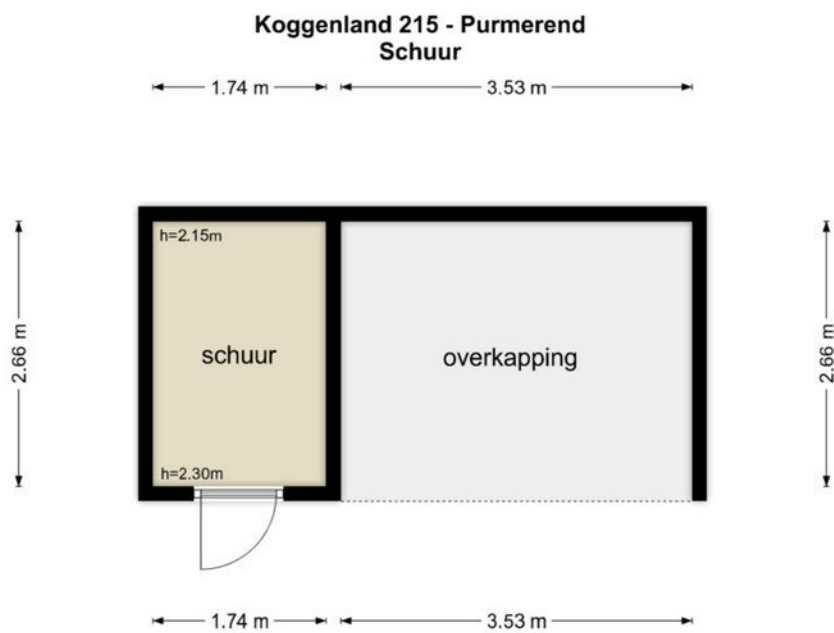 Koggenland 215 - Purmerend
Schuur
1.74 m 3.53 m
h=2.15m
2.66 m
schuur
overkapping
2.66 m
h=2.30m
1.74 m 3.53 m